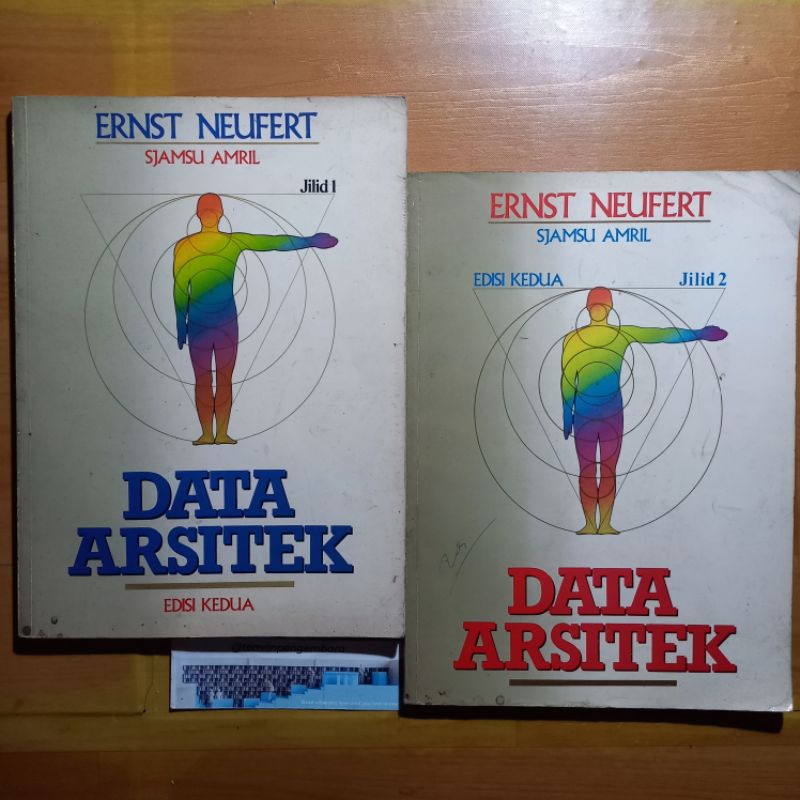 ERNST NEUFERT
SJAMSU AMRIL
Jilid 1
DATA
ARSITEK
EDISI KEDUA
ERNST NEUFERT
SJAMSU AMRIL
EDISI KEDUA Jilid 2
DATA
ARSITEK